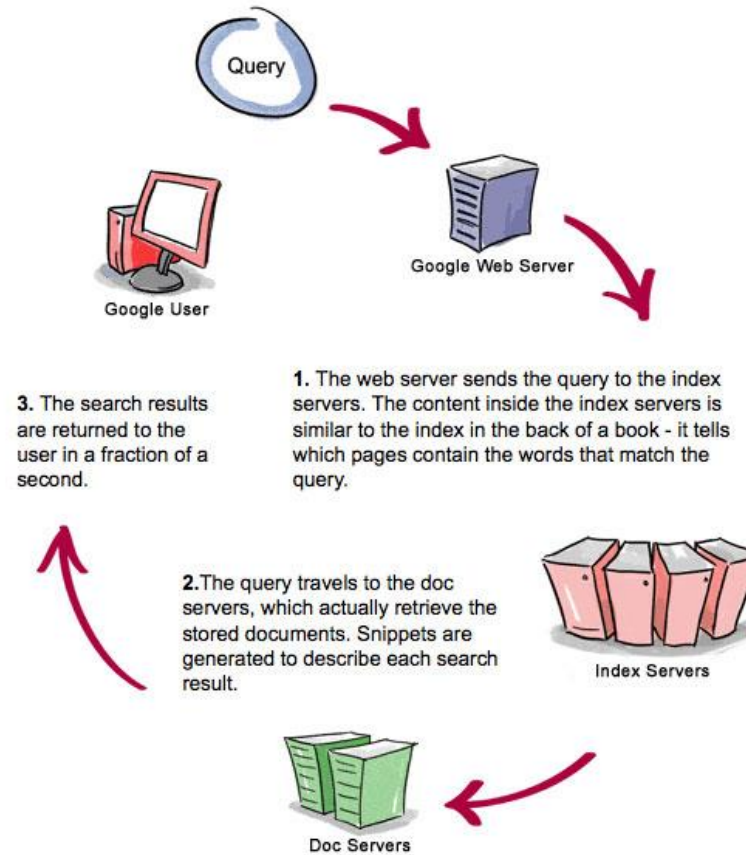 Query
Google Web Server
Google User
1. The web server sends the query to the index
servers. The content inside the index servers is
similar to the index in the back of a book - it tells
which pages contain the words that match the
query.
3. The search results
are returned to the
user in a fraction of a
second.
2.The query travels to the doc
servers, which actually retrieve the
stored documents. Snippets are
generated to describe each search
result.
Index Servers
Doc Servers